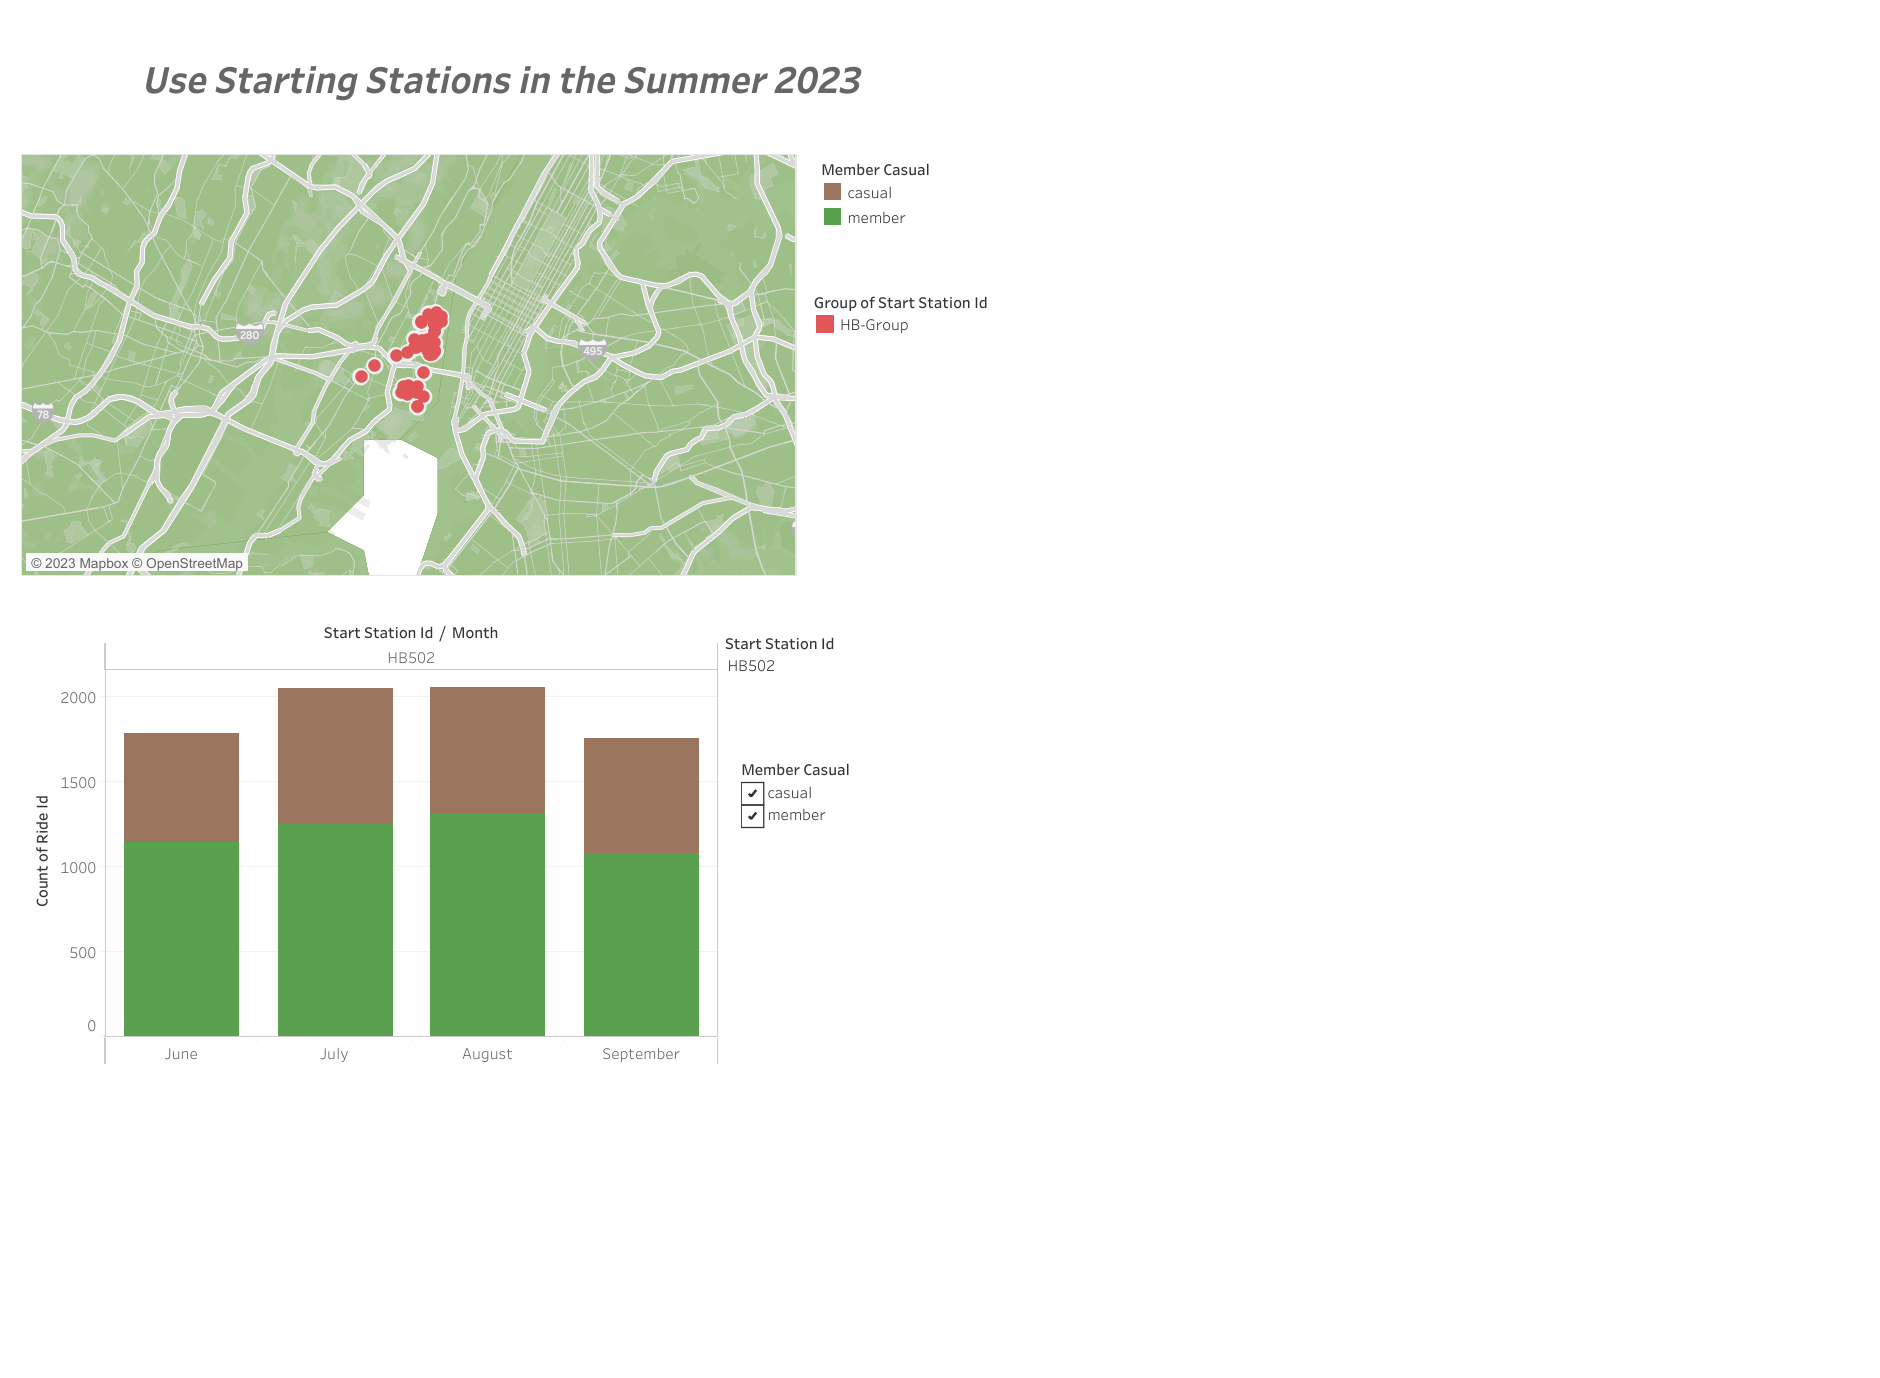 Use Starting Stations in the Summer 2023
Member Casual
casual
member
Group of Start Station Id
HB-Group
280
495
78
© 2023 Mapbox © OpenStreetMap
Start Station Id / Month
HB502
Start Station Id
HB502
2000
1500
1000
500
0
Count of Ride Id
June
July
August
September
Member Casual
casual
member